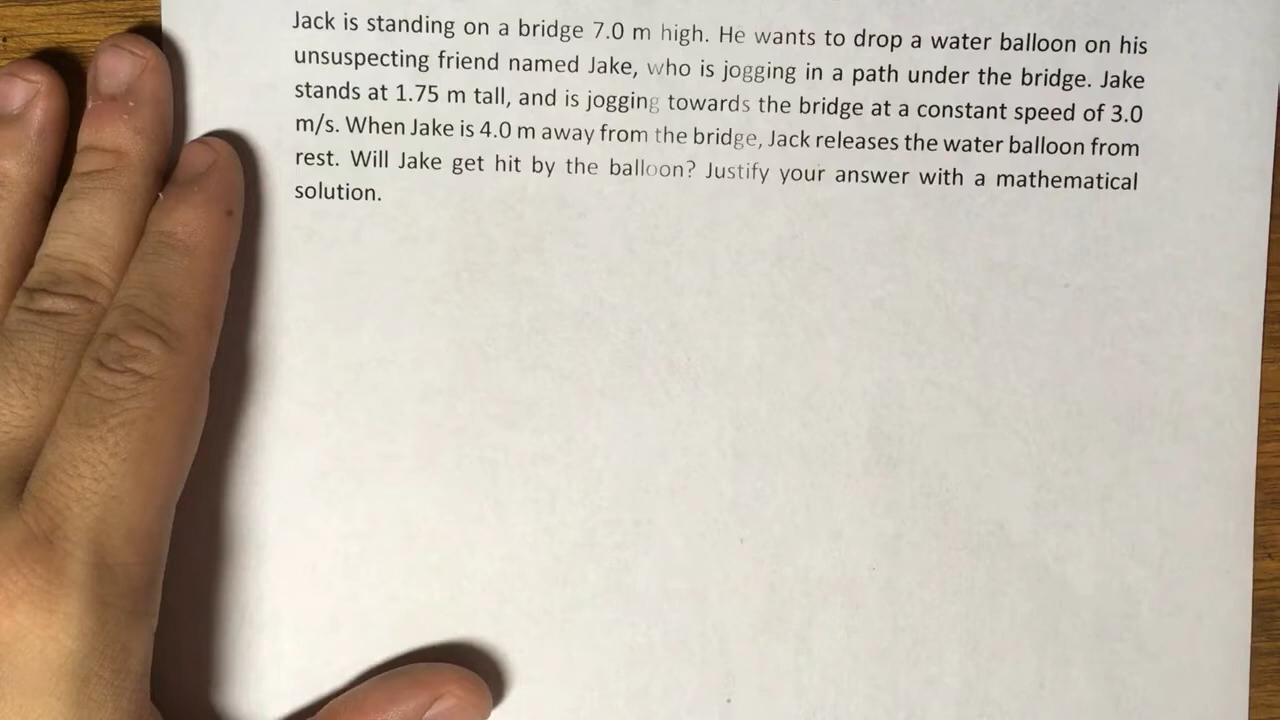 Jack is standing on a bridge 7.0 m high. He wants to drop a water balloon on his
unsuspecting friend named Jake, who is jogging in a path under the bridge. Jake
stands at 1.75 m tall, and is jogging towards the bridge at a constant speed of 3.0
m/s. When Jake is 4.0 m away from the bridge, Jack releases the water balloon from
rest. Will Jake get hit by the balloon? Justify your answer with a mathematical
solution.